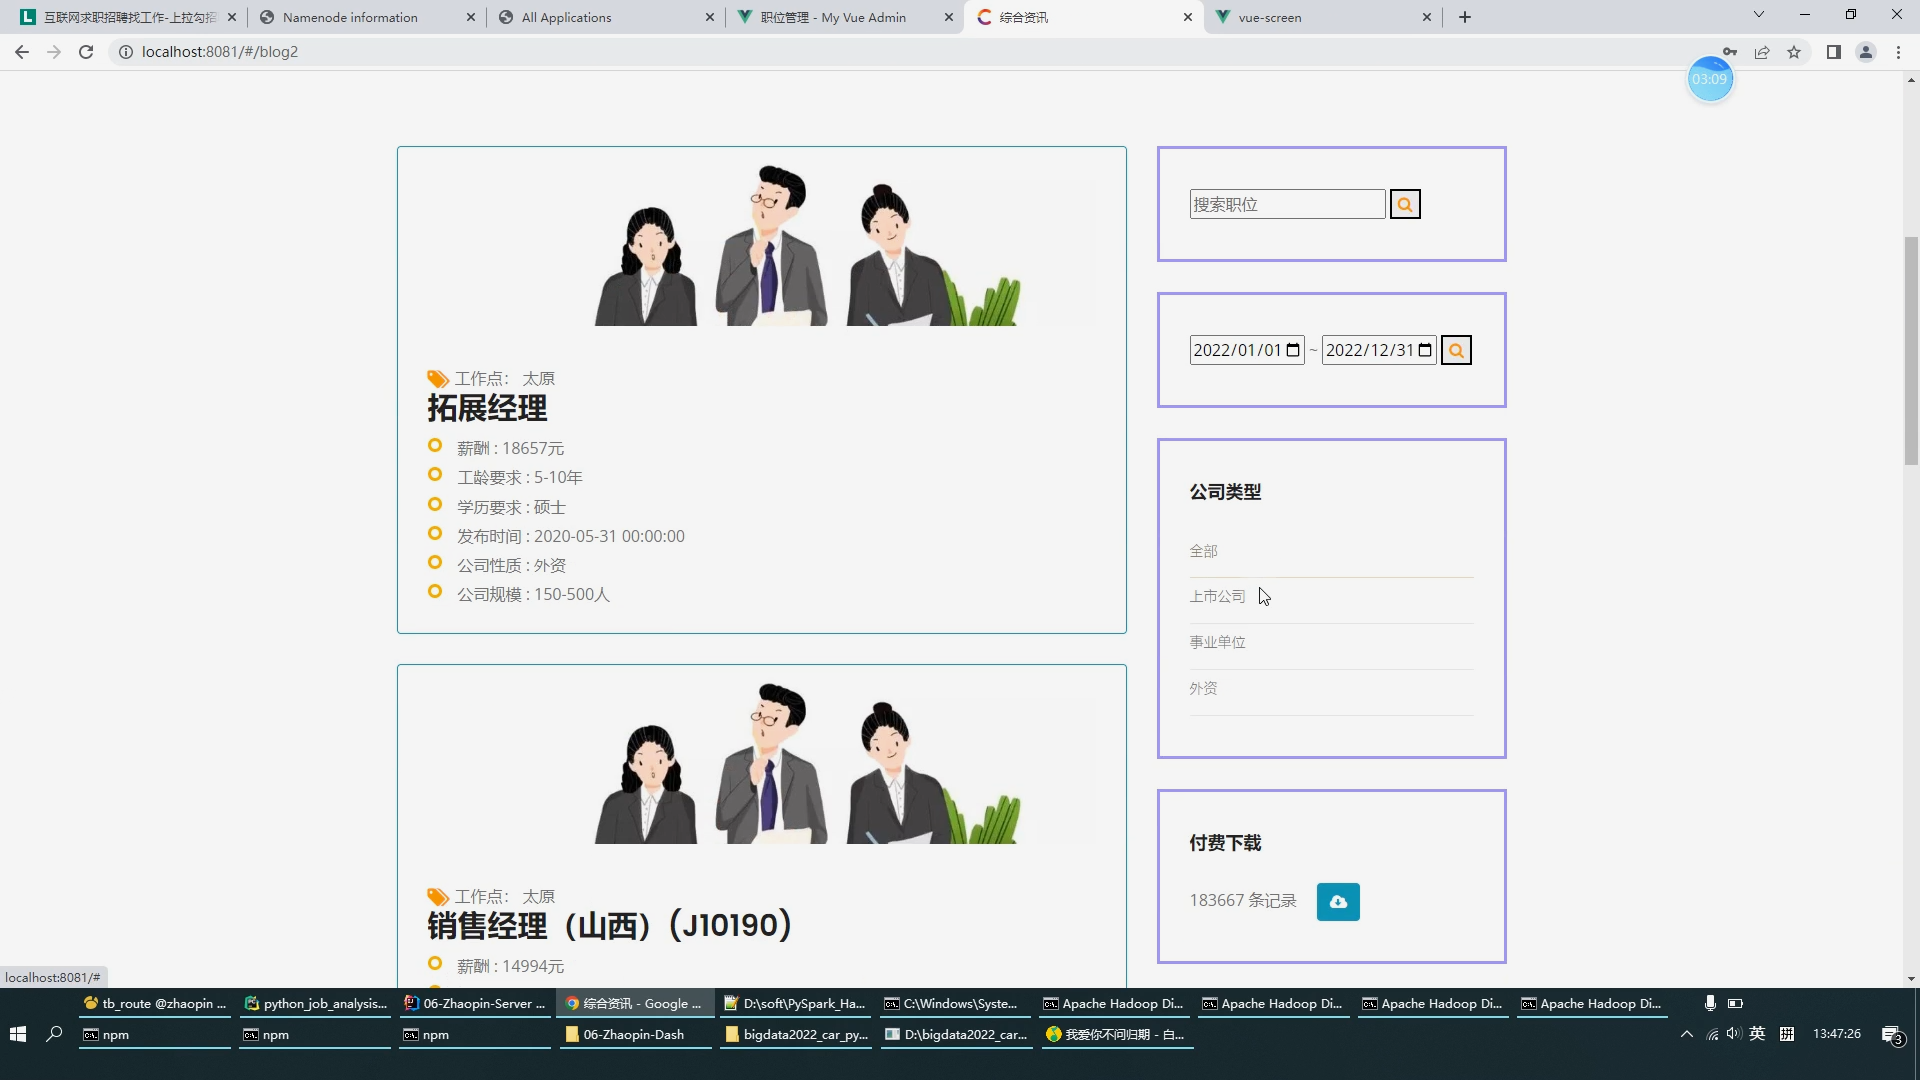 互联网求职招聘找工作-上拉勾招
Namenode information
All Applications
职位管理 - My Vue Admin
综合资讯
vue-screen
localhost:8081/#/blog2
03:09
工作点： 太原
拓展经理
薪酬 : 18657元
工龄要求 : 5-10年
学历要求 : 硕士
发布时间 : 2020-05-31 00:00:00
公司性质 : 外资
公司规模 : 150-500人
工作点： 太原
销售经理（山西）（J10190）
薪酬 : 14994元
搜索职位
2022/01/01 ~ 2022/12/31
公司类型
全部
上市公司
事业单位
外资
付费下载
183667 条记录
localhost:8081/#
tb_route @zhaopin ...
python_job_analysis...
06-Zhaopin-Server ...
综合资讯 - Google ...
D:\soft\PySpark_Ha...
C:\Windows\Syste...
Apache Hadoop Di...
Apache Hadoop Di...
Apache Hadoop Di...
Apache Hadoop Di...
npm
npm
npm
06-Zhaopin-Dash
bigdata2022_car_py...
D:\bigdata2022_car...
我爱你不问归期 - 白...
英
拼
13:47:26
3